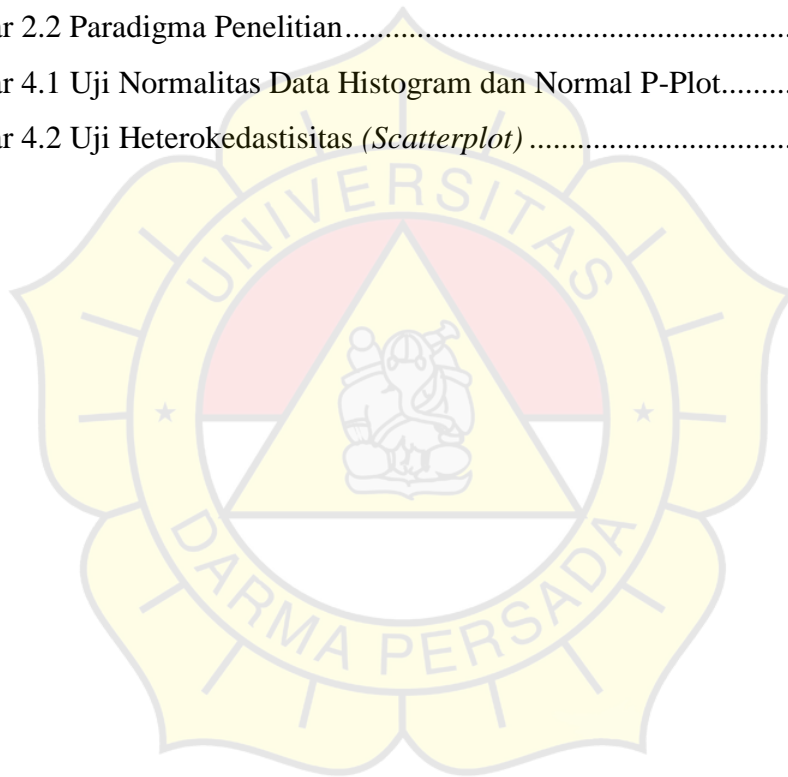 ar 2.2 Paradigma Penelitian...........................................................................
ar 4.1 Uji Normalitas Data Histogram dan Normal P-Plot..........
ar 4.2 Uji Heterokedastisitas (Scatterplot) .......................................
UNIVERSITAS
DARMA PERSADA